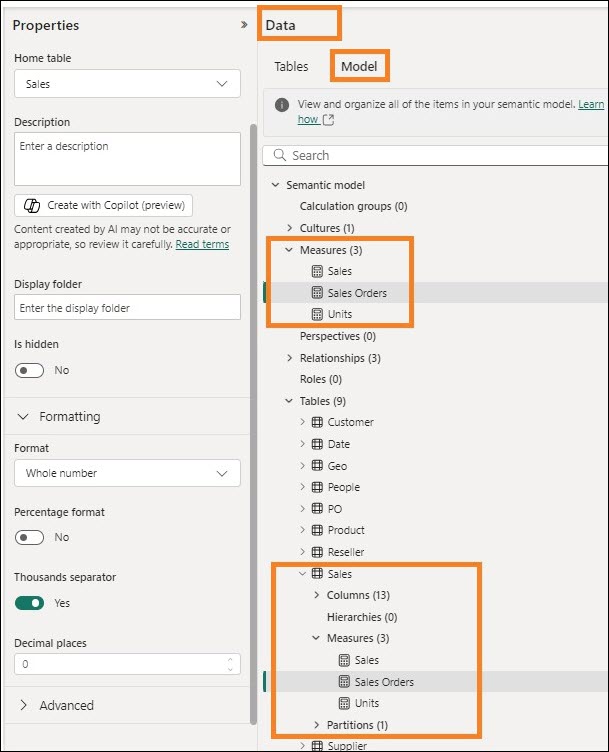 Properties
Home table
Sales
Description
Enter a description
Create with Copilot (preview)
Content created by AI may not be accurate or
appropriate, so review it carefully. Read terms
Display folder
Enter the display folder
Is hidden
No
Formatting
Format
Whole number
Percentage format
No
Thousands separator
Yes
Decimal places
0
Advanced
Data
Tables
Model
View and organize all of the items in your semantic model. Learn
how
Search
Semantic model
Calculation groups (0)
Cultures (1)
Measures (3)
Sales
Sales Orders
Units
Perspectives (0)
Relationships (3)
Roles (0)
Tables (9)
Customer
Date
Geo
People
PO
Product
Reseller
Sales
Columns (13)
Hierarchies (0)
Measures (3)
Sales
Sales Orders
Units
Partitions (1)
Supplier